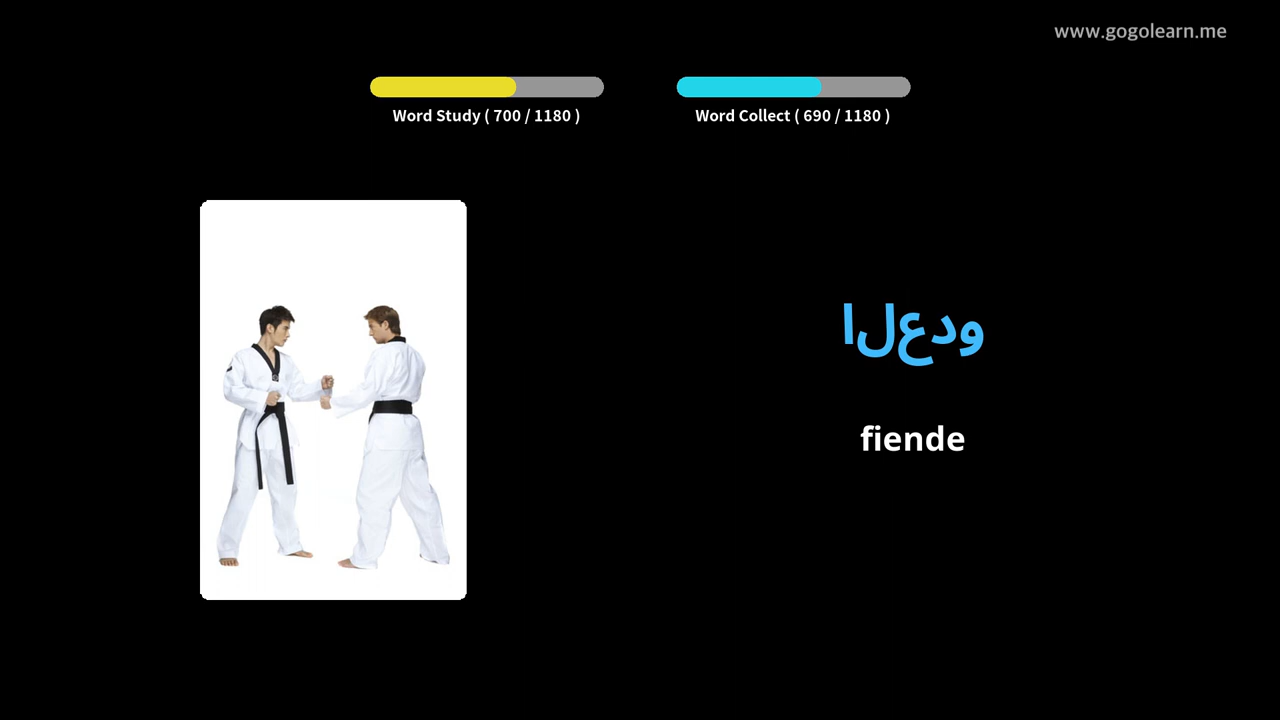 www.gogolearn.me
Word Study ( 700 / 1180 )
Word Collect ( 690 / 1180 )
العدو
fiende